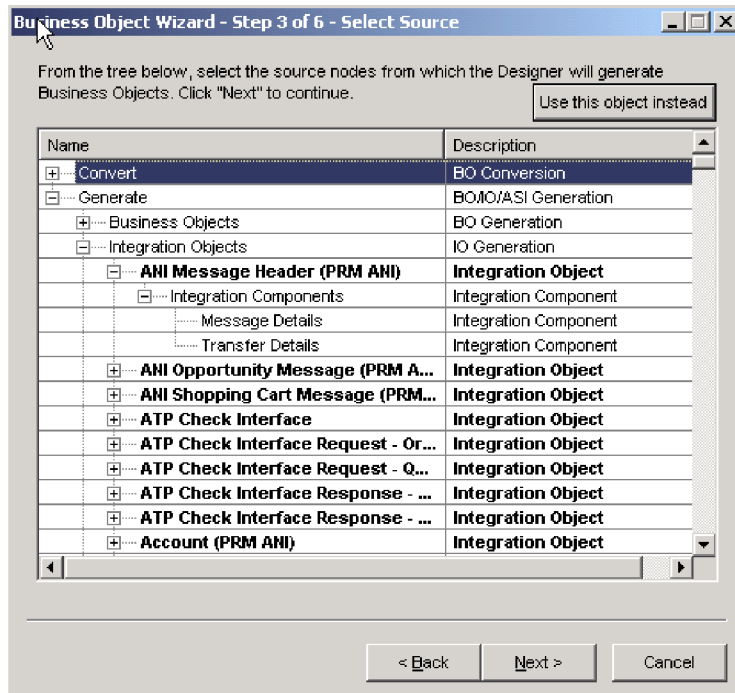 Business Object Wizard - Step 3 of 6 - Select Source
From the tree below, select the source nodes from which the Designer will generate
Business Objects. Click "Next" to continue.
Use this object instead
Name Description
Convert BO Conversion
Generate BO/IO/ASI Generation
Business Objects BO Generation
Integration Objects IO Generation
ANI Message Header (PRM ANI) Integration Object
Integration Components Integration Component
Message Details Integration Component
Transfer Details Integration Component
ANI Opportunity Message (PRM A... Integration Object
ANI Shopping Cart Message (PRM... Integration Object
ATP Check Interface Integration Object
ATP Check Interface Request - Or... Integration Object
ATP Check Interface Request - Q... Integration Object
ATP Check Interface Response - ... Integration Object
ATP Check Interface Response - ... Integration Object
Account (PRM ANI) Integration Object
< Back Next > Cancel